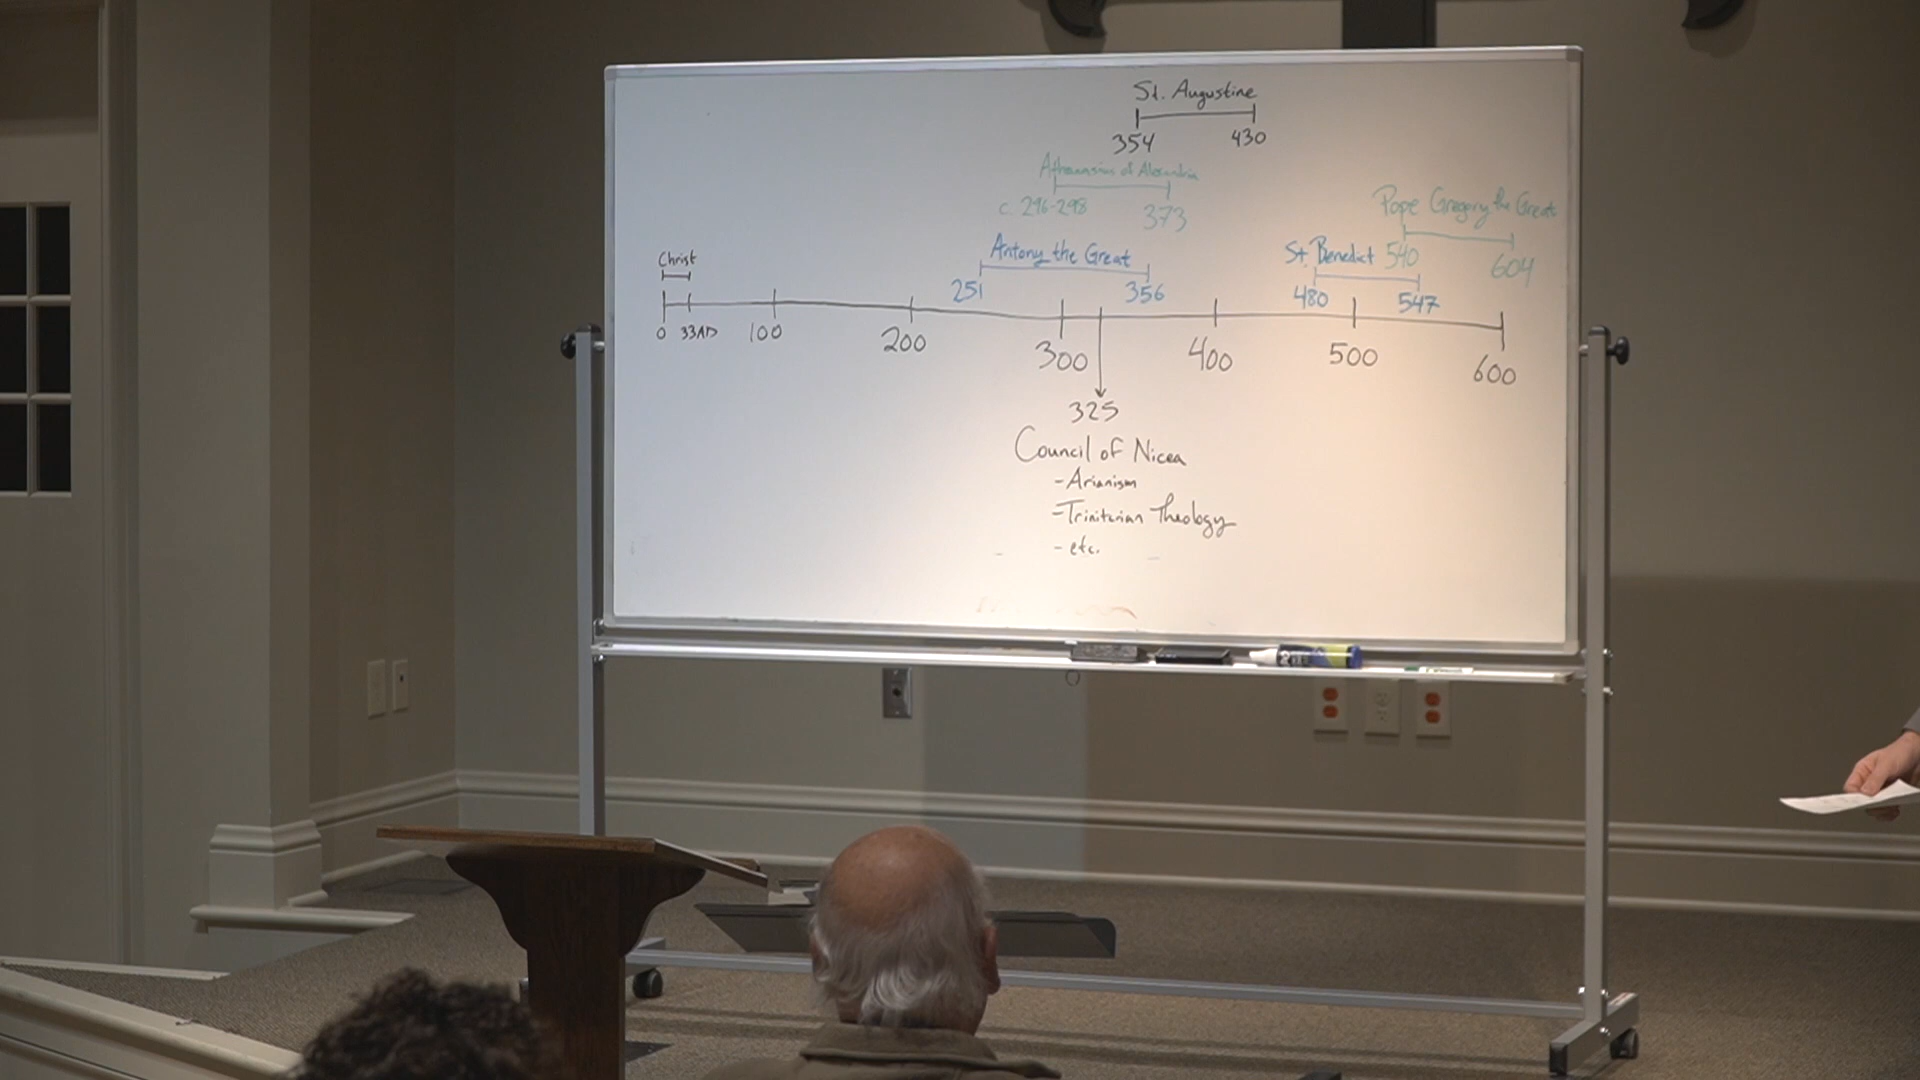 St. Augustine
354 430
Athanasius of Alexandria
c. 296-298 373
Pope Gregory the Great
540 604
Antony the Great
251 356
St. Benedict
480 547
Christ
0 33AD 100 200 300 400 500 600
325
Council of Nicea
- Arianism
- Trinitarian Theology
- etc.